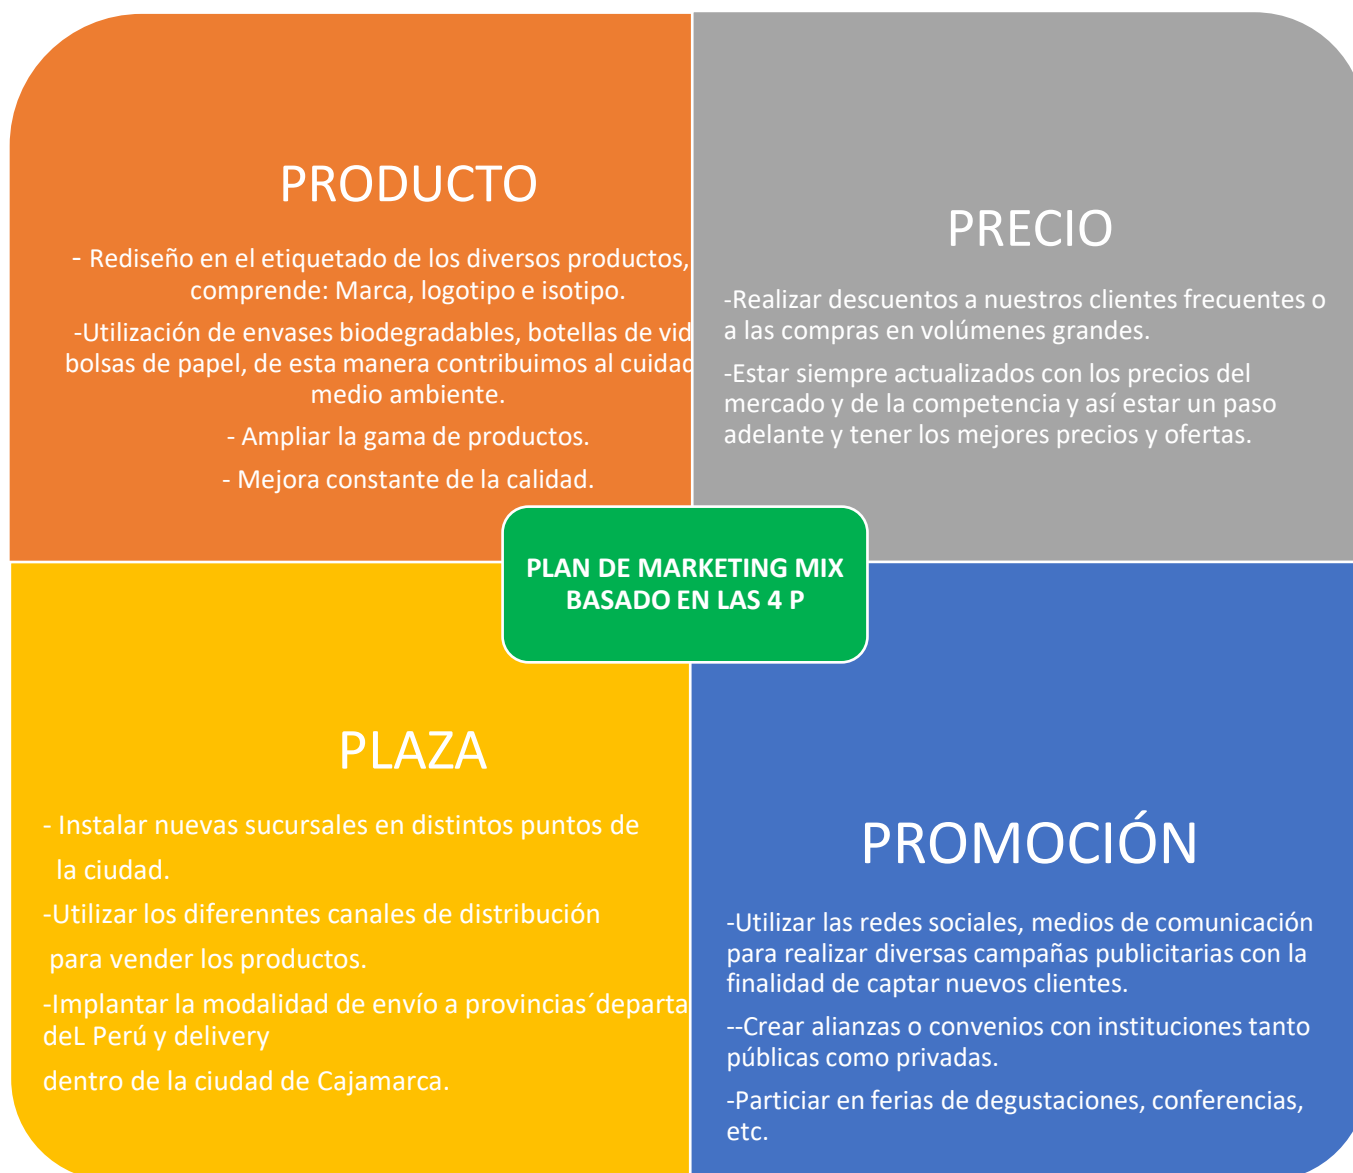 PRODUCTO
- Rediseño en el etiquetado de los diversos productos,
comprende: Marca, logotipo e isotipo.
-Utilización de envases biodegradables, botellas de
bolsas de papel, de esta manera contribuimos al
medio ambiente.
- Ampliar la gama de productos.
- Mejora constante de la calidad.
PRECIO
-Realizar descuentos a nuestros clientes frecuentes o
a las compras en volúmenes grandes.
-Estar siempre actualizados con los precios del
mercado y de la competencia y así estar un paso
adelante y tener los mejores precios y ofertas.
PLAN DE MARKETING MIX
BASADO EN LAS 4 P
PLAZA
- Instalar nuevas sucursales en distintos puntos de
la ciudad.
-Utilizar los diferenntes canales de distribución
para vender los productos.
-Implantar la modalidad de envío a provincias´departa
deL Perú y delivery
dentro de la ciudad de Cajamarca.
PROMOCIÓN
-Utilizar las redes sociales, medios de comunicación
para realizar diversas campañas publicitarias con la
finalidad de captar nuevos clientes.
--Crear alianzas o convenios con instituciones tanto
públicas como privadas.
-Particiar en ferias de degustaciones, conferencias,
etc.